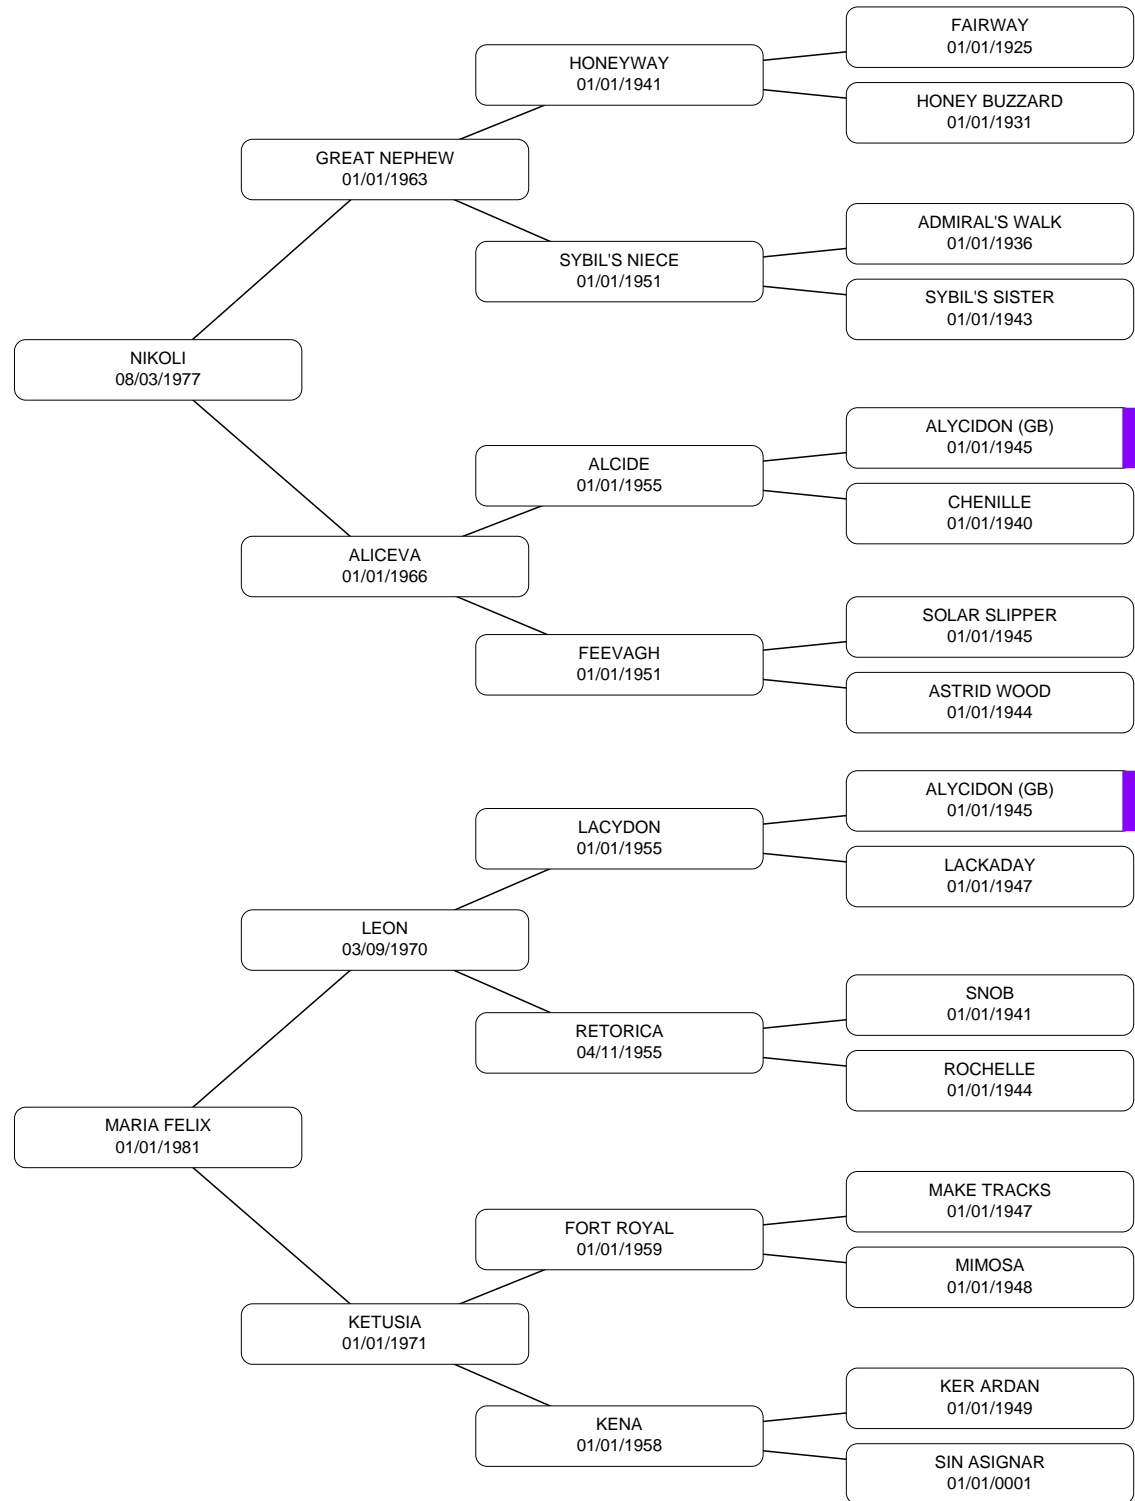 FAIRWAY
01/01/1925
HONEYWAY
01/01/1941
HONEY BUZZARD
01/01/1931
GREAT NEPHEW
01/01/1963
ADMIRAL'S WALK
01/01/1936
SYBIL'S NIECE
01/01/1951
SYBIL'S SISTER
01/01/1943
NIKOLI
08/03/1977
ALYCIDON (GB)
01/01/1945
ALCIDE
01/01/1955
CHENILLE
01/01/1940
ALICEVA
01/01/1966
SOLAR SLIPPER
01/01/1945
FEEVAGH
01/01/1951
ASTRID WOOD
01/01/1944
ALYCIDON (GB)
01/01/1945
LACYDON
01/01/1955
LACKADAY
01/01/1947
LEON
03/09/1970
SNOB
01/01/1941
RETORICA
04/11/1955
ROCHELLE
01/01/1944
MARIA FELIX
01/01/1981
MAKE TRACKS
01/01/1947
FORT ROYAL
01/01/1959
MIMOSA
01/01/1948
KETUSIA
01/01/1971
KER ARDAN
01/01/1949
KENA
01/01/1958
SIN ASIGNAR
01/01/0001